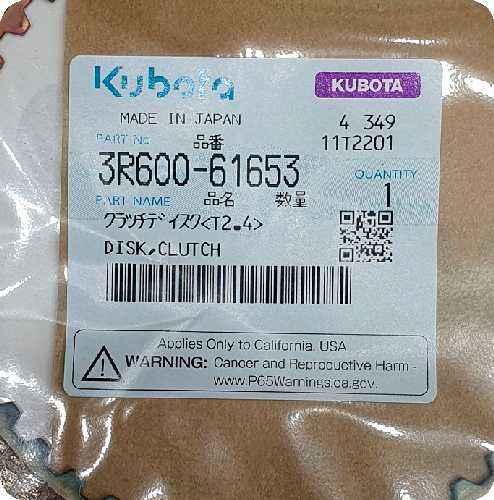 Kubota KUBOTA
MADE IN JAPAN 4 349
PART No 品番 11T2201
3R600-61653 QUANTITY
PART NAME 品名 数量 1
クラッチデイスク<T2.4>
DISK,CLUTCH
Applies Only to California, USA
WARNING: Cancer and Reproductive Harm -
www.P65Warnings.ca.gov.